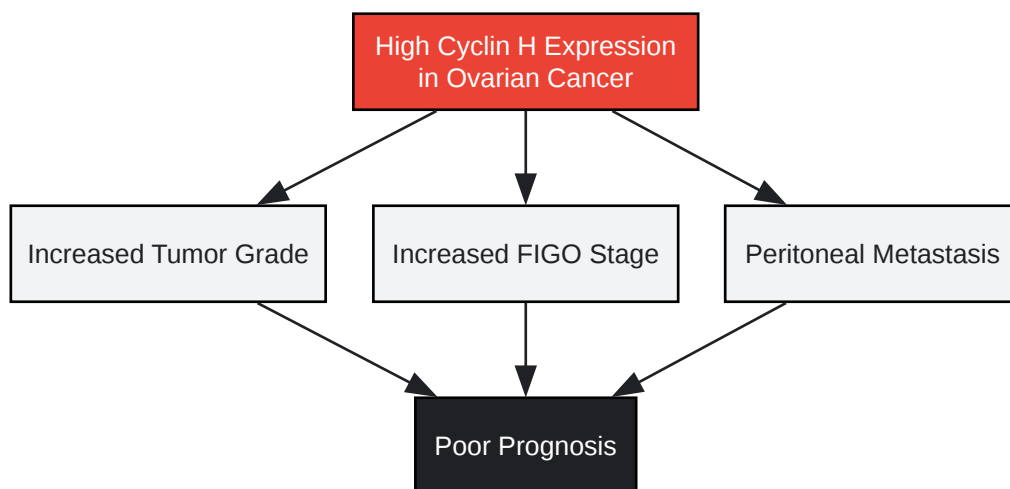 High Cyclin H Expression
in Ovarian Cancer
Increased Tumor Grade
Increased FIGO Stage
Peritoneal Metastasis
Poor Prognosis